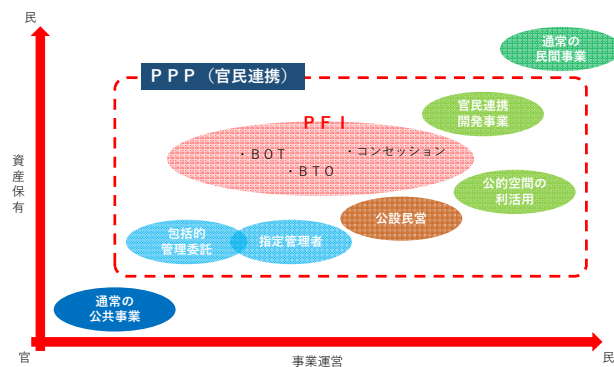 民
通常の
民間事業
ＰＰＰ（官民連携）
官民連携
開発事業
ＰＦＩ
・ＢＯＴ
・コンセッション
・ＢＴＯ
資産保有
公的空間の
利活用
公設民営
包括的
管理委託
指定管理者
通常の
公共事業
官
事業運営
民